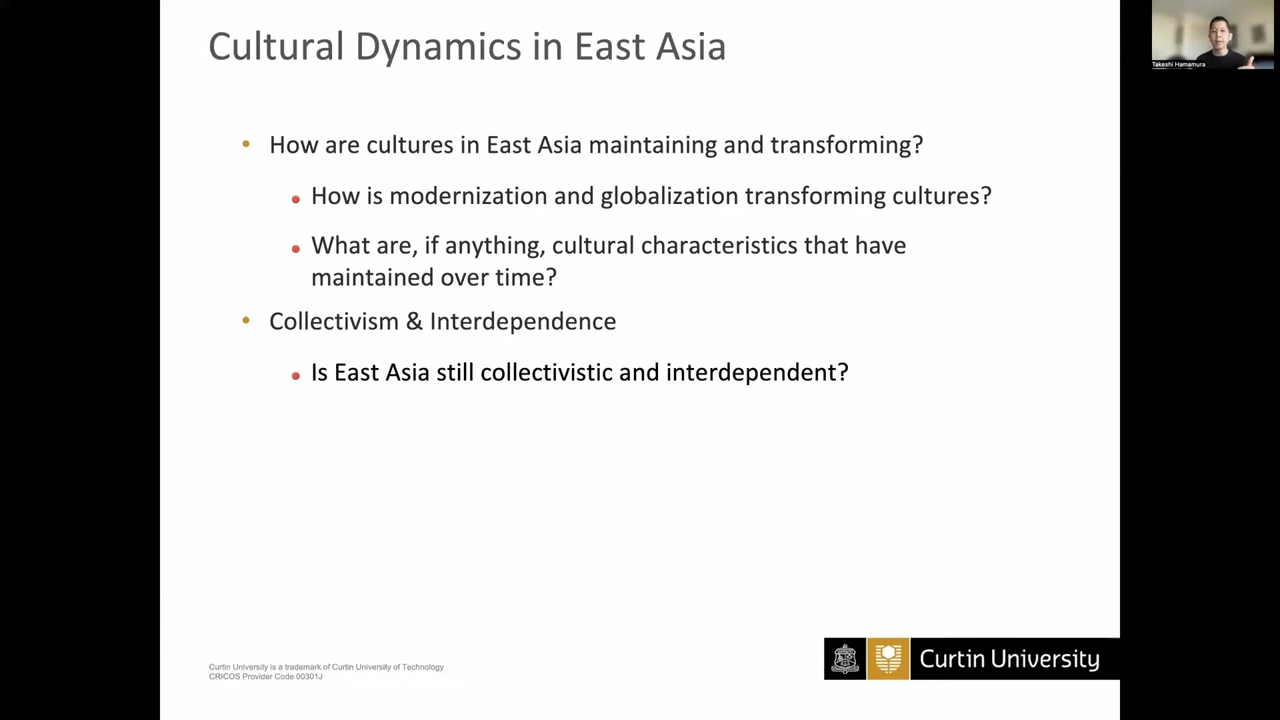 Cultural Dynamics in East Asia
Takeshi Hamamura
• How are cultures in East Asia maintaining and transforming?
• How is modernization and globalization transforming cultures?
• What are, if anything, cultural characteristics that have
maintained over time?
• Collectivism & Interdependence
• Is East Asia still collectivistic and interdependent?
Curtin University is a trademark of Curtin University of Technology
CRICOS Provider Code 00301J
Curtin University